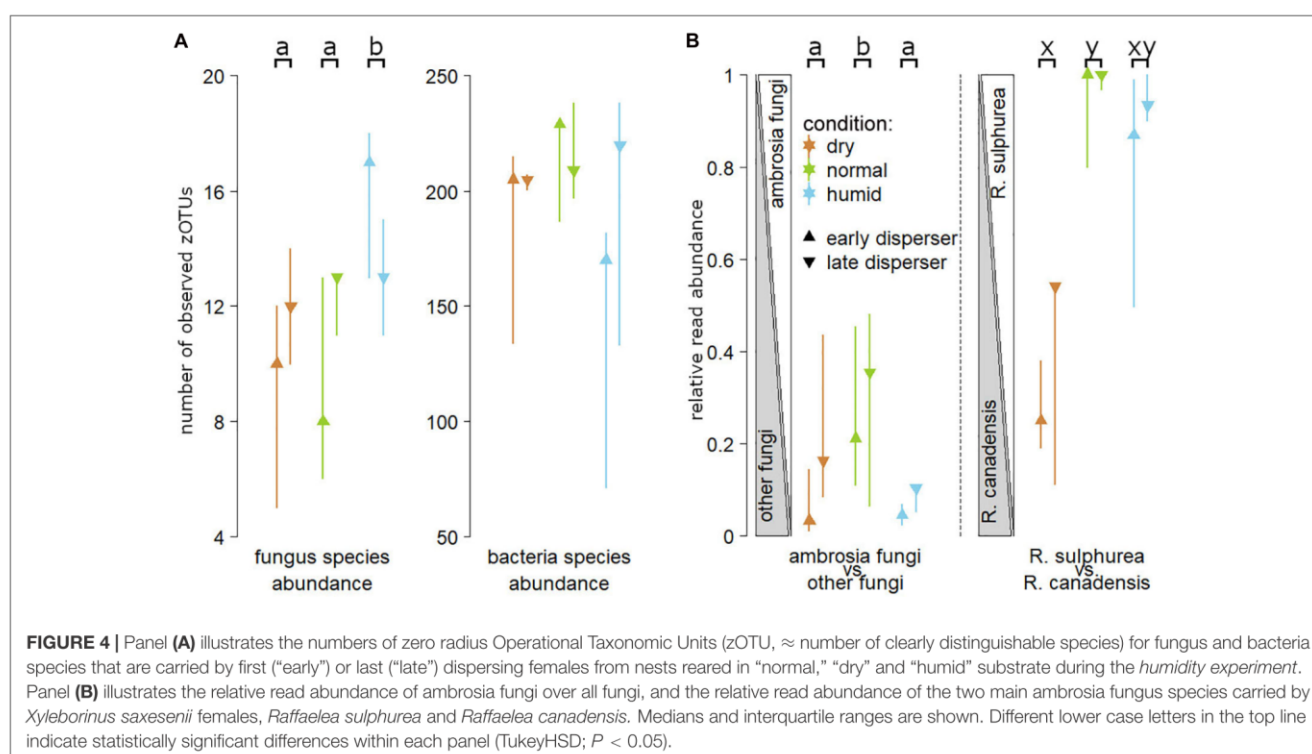 A
a a b
20
16
12
8
4
number of observed zOTUs
fungus species
abundance
250
200
150
100
50
bacteria species
abundance
B
a b a
x y xy
1
0.8
0.6
0.4
0.2
0
relative read abundance
ambrosia fungi
other fungi
condition:
dry
normal
humid
early disperser
late disperser
R. sulphurea
R. canadensis
ambrosia fungi
vs.
other fungi
R. sulphurea
vs.
R. canadensis
FIGURE 4 | Panel (A) illustrates the numbers of zero radius Operational Taxonomic Units (zOTU, ≈ number of clearly distinguishable species) for fungus and bacteria
species that are carried by first (“early”) or last (“late”) dispersing females from nests reared in “normal,” “dry” and “humid” substrate during the humidity experiment.
Panel (B) illustrates the relative read abundance of ambrosia fungi over all fungi, and the relative read abundance of the two main ambrosia fungus species carried by
Xyleborinus saxesenii females, Raffaelea sulphurea and Raffaelea canadensis. Medians and interquartile ranges are shown. Different lower case letters in the top line
indicate statistically significant differences within each panel (TukeyHSD; P < 0.05).